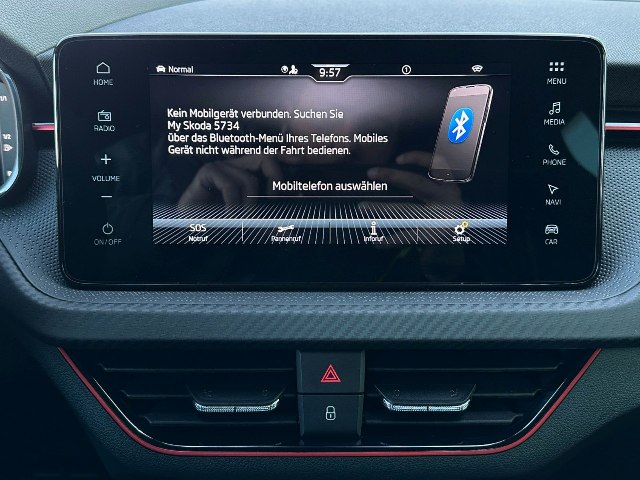 Normal
9:57
HOME
RADIO
+
VOLUME
−
ON/OFF
Kein Mobilgerät verbunden. Suchen Sie
My Skoda 5734
über das Bluetooth-Menü Ihres Telefons. Mobiles
Gerät nicht während der Fahrt bedienen.
Mobiltelefon auswählen
SOS
Notruf
Pannenruf
Inforuf
Setup
MENU
MEDIA
PHONE
NAVI
CAR